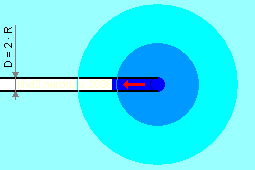 D = 2 · R